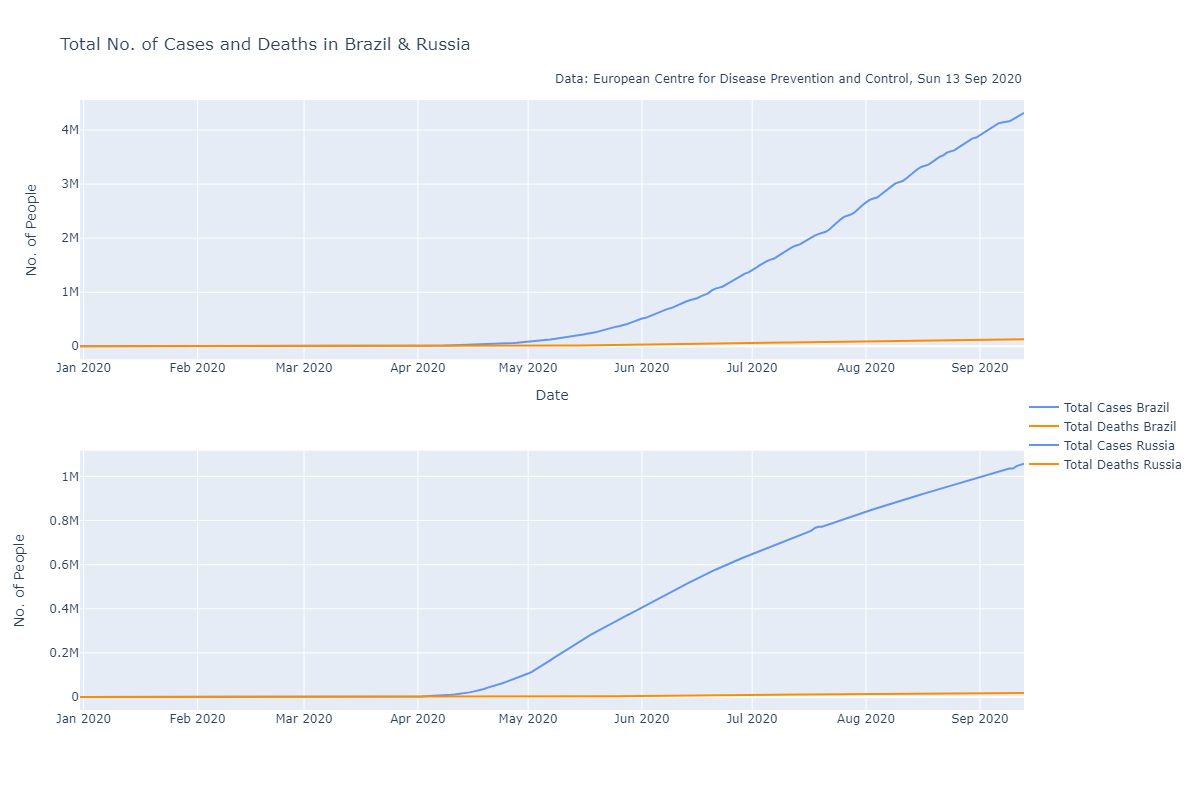 Total No. of Cases and Deaths in Brazil & Russia
Data: European Centre for Disease Prevention and Control, Sun 13 Sep 2020
No. of People
4M
3M
2M
1M
0
Jan 2020 Feb 2020 Mar 2020 Apr 2020 May 2020 Jun 2020 Jul 2020 Aug 2020 Sep 2020
Date
Total Cases Brazil
Total Deaths Brazil
Total Cases Russia
Total Deaths Russia
No. of People
1M
0.8M
0.6M
0.4M
0.2M
0
Jan 2020 Feb 2020 Mar 2020 Apr 2020 May 2020 Jun 2020 Jul 2020 Aug 2020 Sep 2020